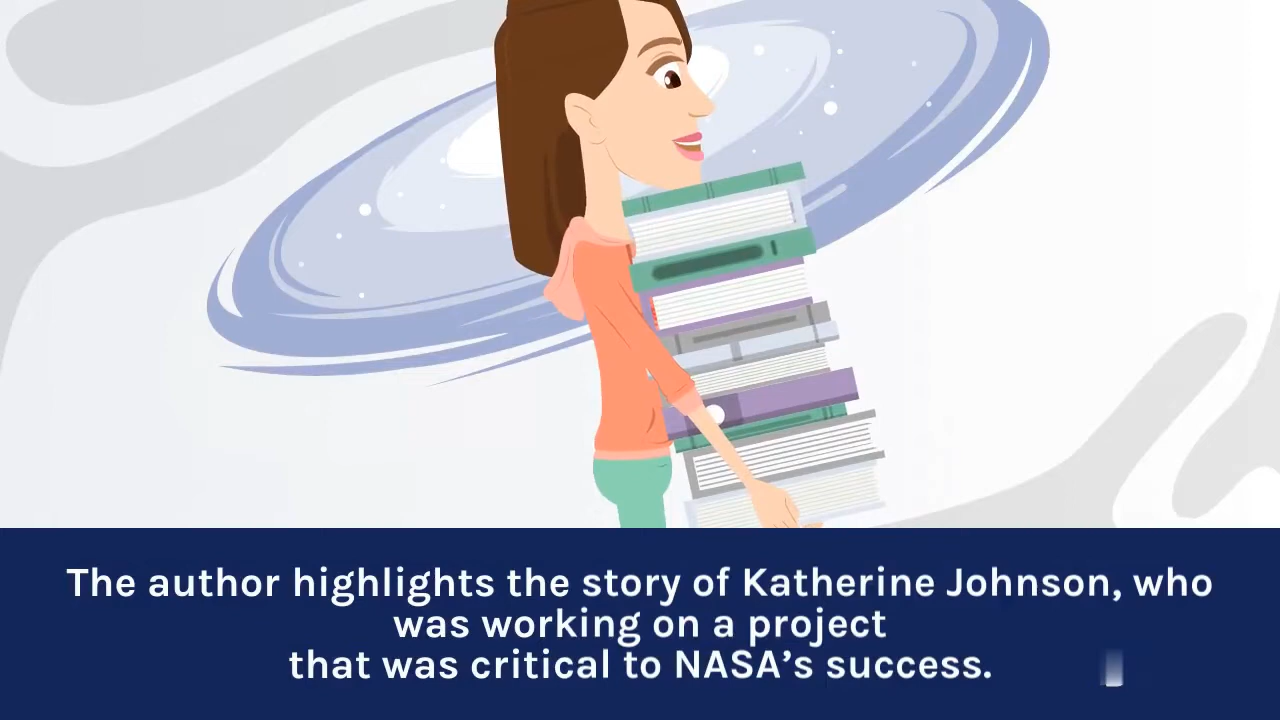 The author highlights the story of Katherine Johnson, who
was working on a project
that was critical to NASA’s success.